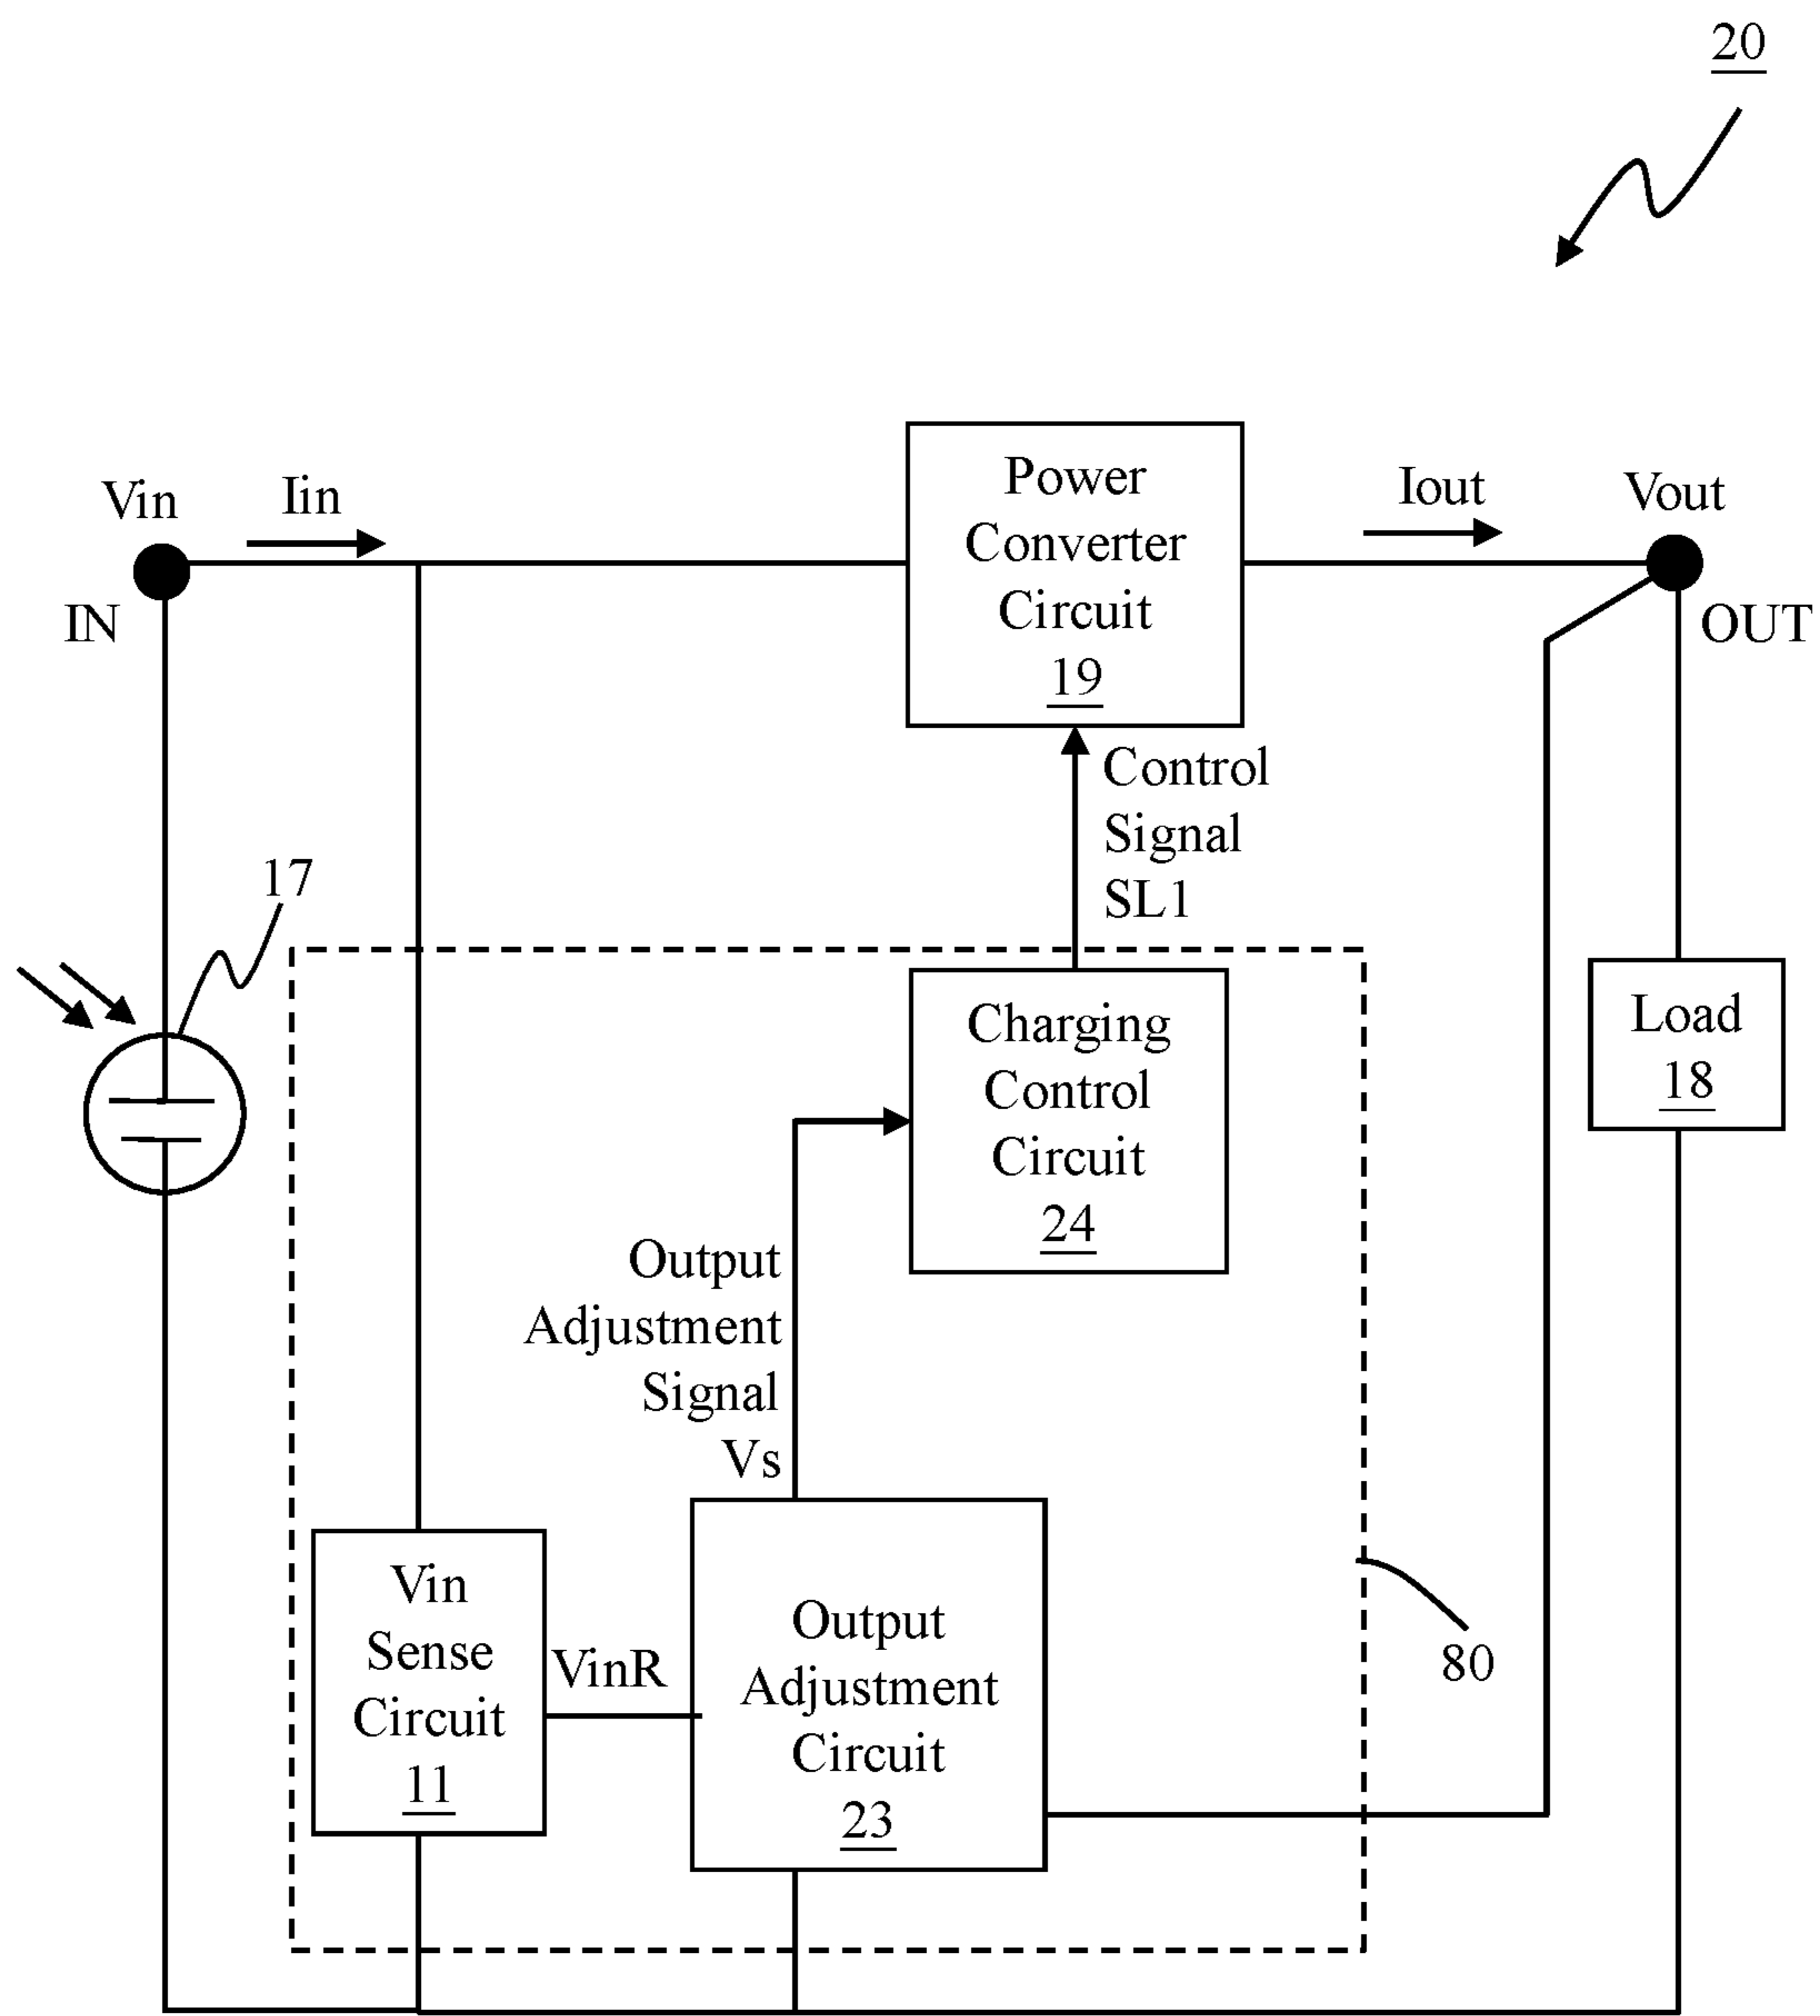 20
Vin
Iin
IN
Power
Converter
Circuit
19
Iout
Vout
OUT
Control
Signal
SL1
17
Charging
Control
Circuit
24
Load
18
Output
Adjustment
Signal
Vs
Vin
Sense
Circuit
11
VinR
Output
Adjustment
Circuit
23
80